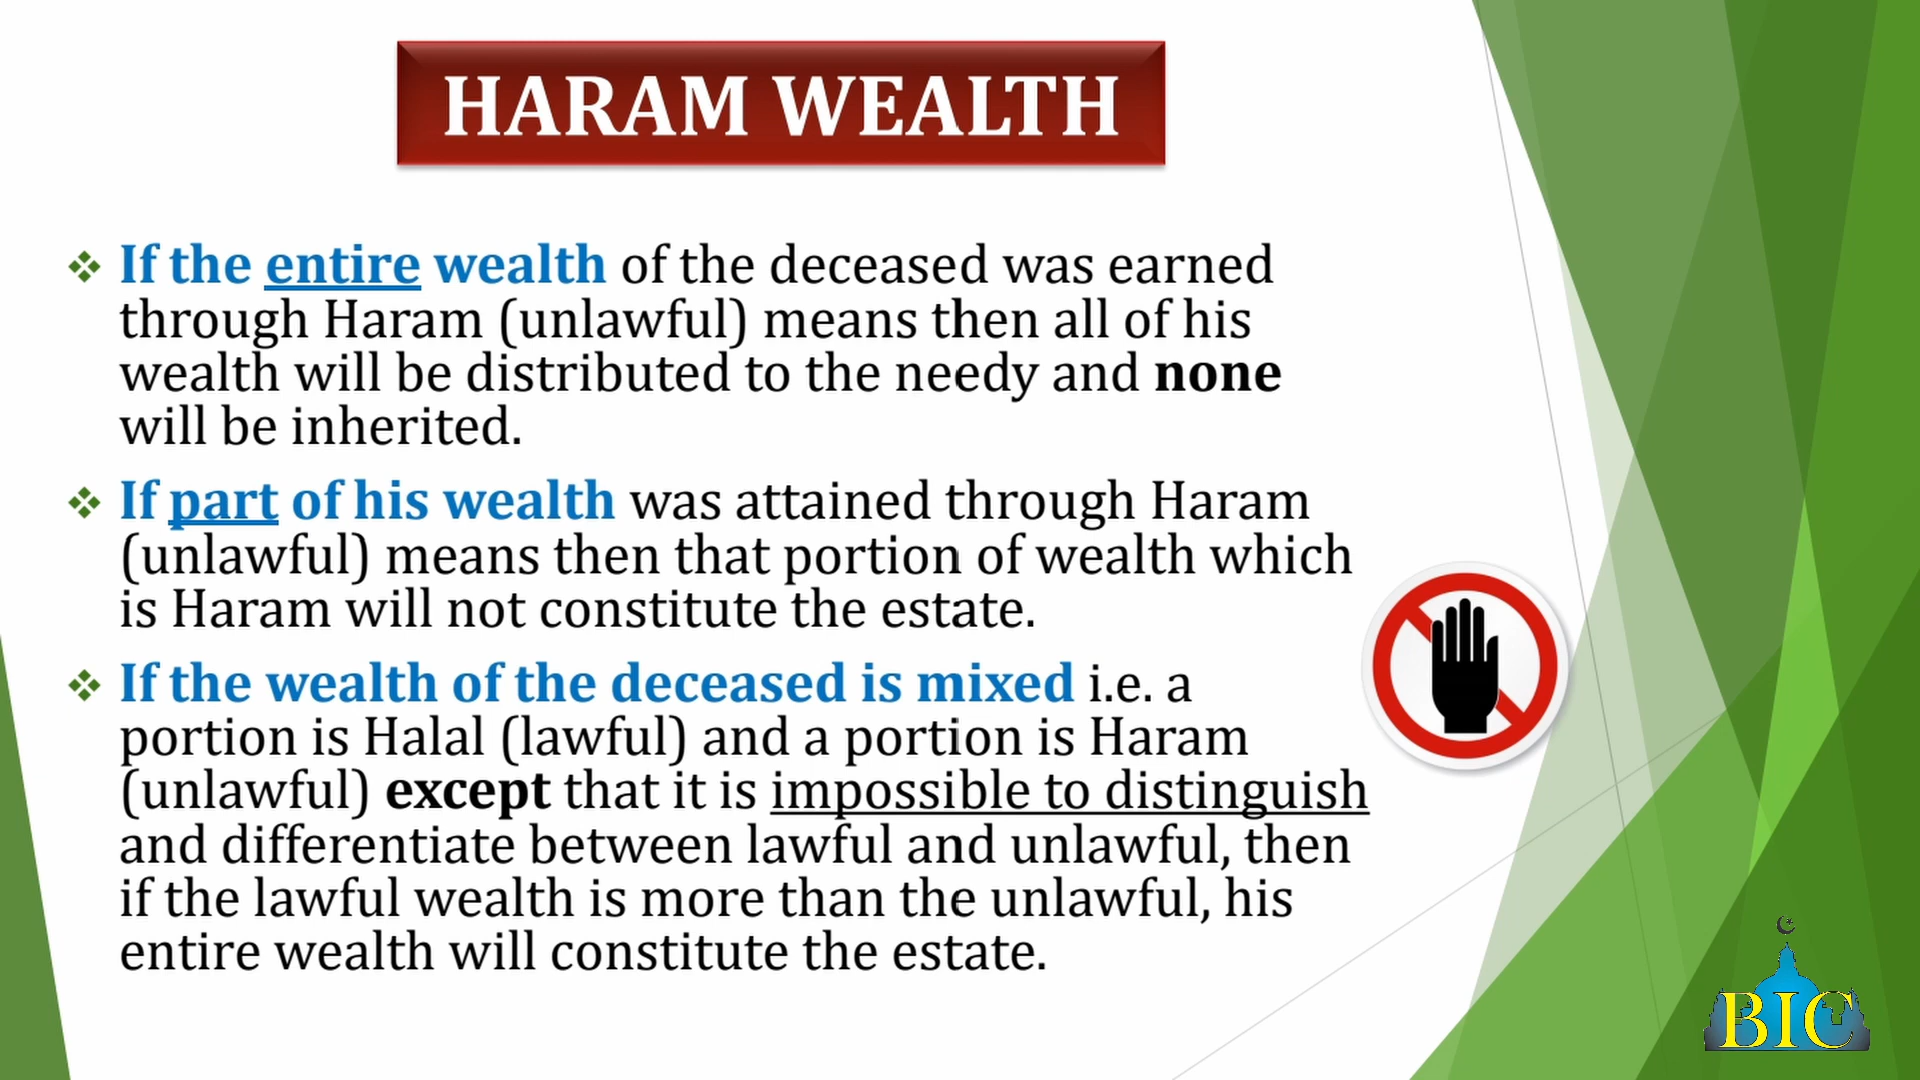 HARAM WEALTH
❖ If the entire wealth of the deceased was earned
through Haram (unlawful) means then all of his
wealth will be distributed to the needy and none
will be inherited.
❖ If part of his wealth was attained through Haram
(unlawful) means then that portion of wealth which
is Haram will not constitute the estate.
❖ If the wealth of the deceased is mixed i.e. a
portion is Halal (lawful) and a portion is Haram
(unlawful) except that it is impossible to distinguish
and differentiate between lawful and unlawful, then
if the lawful wealth is more than the unlawful, his
entire wealth will constitute the estate.
BIC